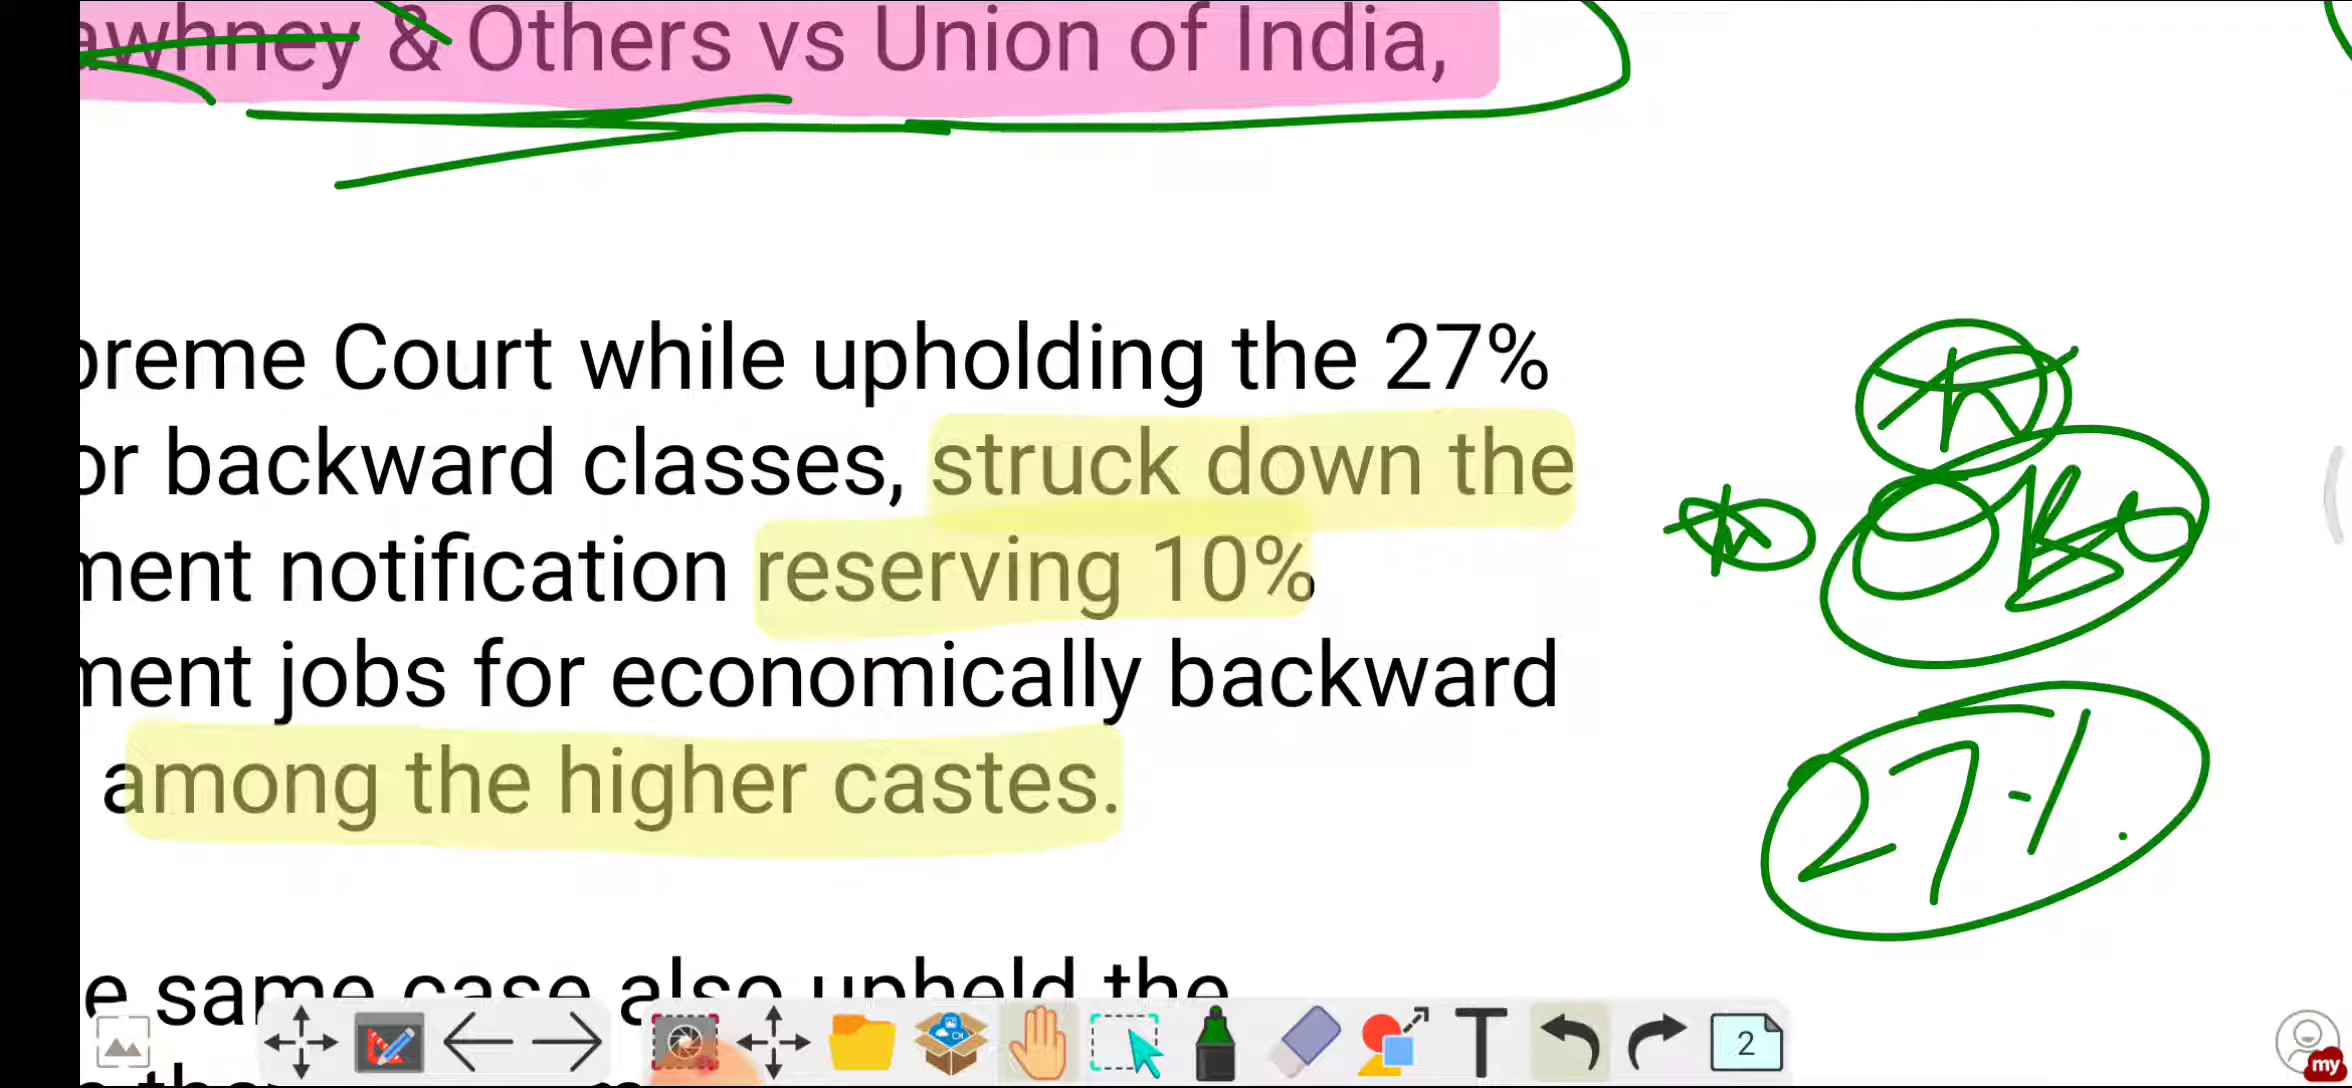 awhney & Others vs Union of India,
preme Court while upholding the 27%
or backward classes, struck down the
ment notification reserving 10%
ment jobs for economically backward
among the higher castes.
27%
e same case also upheld the
T
2
my